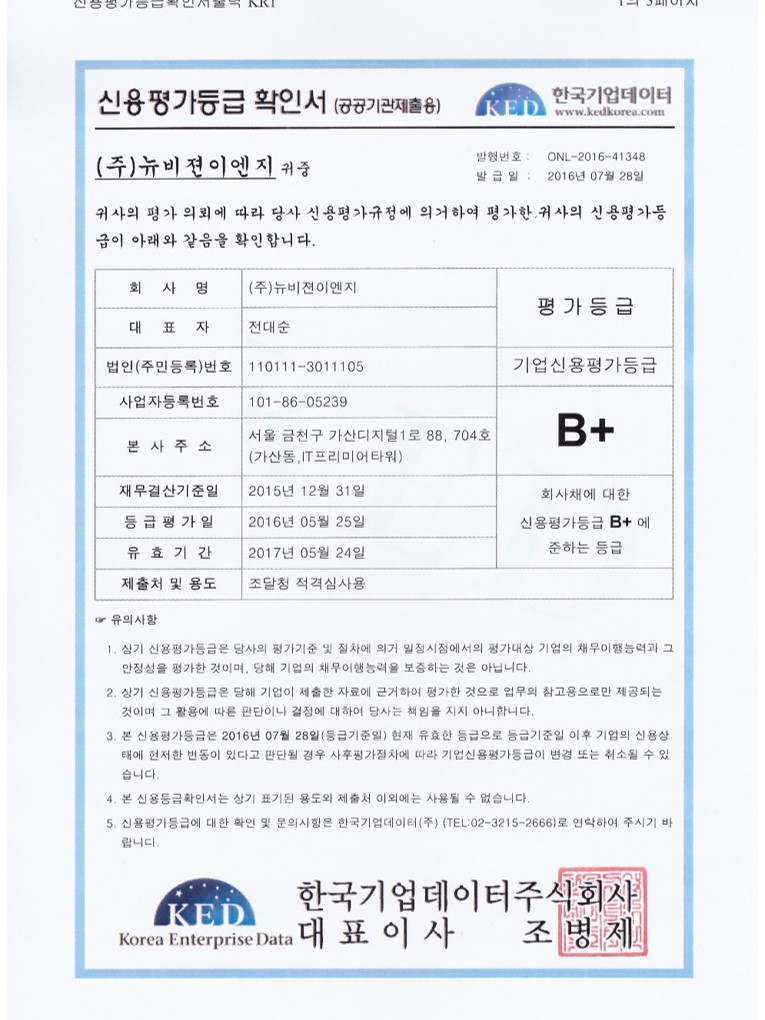 신용평가등급확인서출력 KR1
1의 3페이지
신용평가등급 확인서 (공공기관제출용)
KED 한국기업데이터
www.kedkorea.com
(주)뉴비젼이엔지 귀중
발행번호 : ONL-2016-41348
발 급 일 : 2016년 07월 28일
귀사의 평가 의뢰에 따라 당사 신용평가규정에 의거하여 평가한 귀사의 신용평가등
급이 아래와 같음을 확인합니다.
회 사 명 (주)뉴비젼이엔지
평 가 등 급
대 표 자 전대순
법인(주민등록)번호 110111-3011105
기업신용평가등급
사업자등록번호 101-86-05239
B+
본 사 주 소 서울 금천구 가산디지털1로 88, 704호
(가산동,IT프리미어타워)
재무결산기준일 2015년 12월 31일
회사채에 대한
등 급 평 가 일 2016년 05월 25일
신용평가등급 B+ 에
유 효 기 간 2017년 05월 24일
준하는 등급
제출처 및 용도 조달청 적격심사용
☞ 유의사항
1. 상기 신용평가등급은 당사의 평가기준 및 절차에 의거 일정시점에서의 평가대상 기업의 채무이행능력과 그
안정성을 평가한 것이며, 당해 기업의 채무이행능력을 보증하는 것은 아닙니다.
2. 상기 신용평가등급은 당해 기업이 제출한 자료에 근거하여 평가한 것으로 업무의 참고용으로만 제공되는
것이며 그 활용에 따른 판단이나 결정에 대하여 당사는 책임을 지지 아니합니다.
3. 본 신용평가등급은 2016년 07월 28일(등급기준일) 현재 유효한 등급으로 등급기준일 이후 기업의 신용상
태에 현저한 변동이 있다고 판단될 경우 사후평가절차에 따라 기업신용평가등급이 변경 또는 취소될 수 있
습니다.
4. 본 신용등급확인서는 상기 표기된 용도와 제출처 이외에는 사용될 수 없습니다.
5. 신용평가등급에 대한 확인 및 문의사항은 한국기업데이터(주) (TEL:02-3215-2666)로 연락하여 주시기 바
랍니다.
KED
Korea Enterprise Data
한국기업데이터주식회사
대 표 이 사 조 병 제